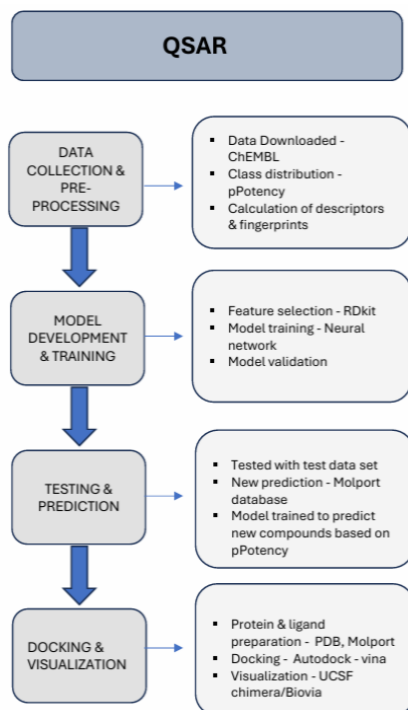 QSAR
DATA
COLLECTION &
PRE-
PROCESSING
▪ Data Downloaded -
ChEMBL
▪ Class distribution -
pPotency
▪ Calculation of descriptors
& fingerprints
MODEL
DEVELOPMENT
& TRAINING
▪ Feature selection - RDkit
▪ Model training - Neural
network
▪ Model validation
TESTING &
PREDICTION
▪ Tested with test data set
▪ New prediction - Molport
database
▪ Model trained to predict
new compounds based on
pPotency
DOCKING &
VISUALIZATION
▪ Protein & ligand
preparation - PDB, Molport
▪ Docking - Autodock - vina
▪ Visualization - UCSF
chimera/Biovia